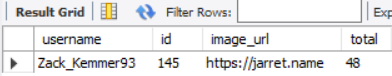 Result Grid Filter Rows: Exp
username id image_url total
Zack_Kemmer93 145 https://jarret.name 48